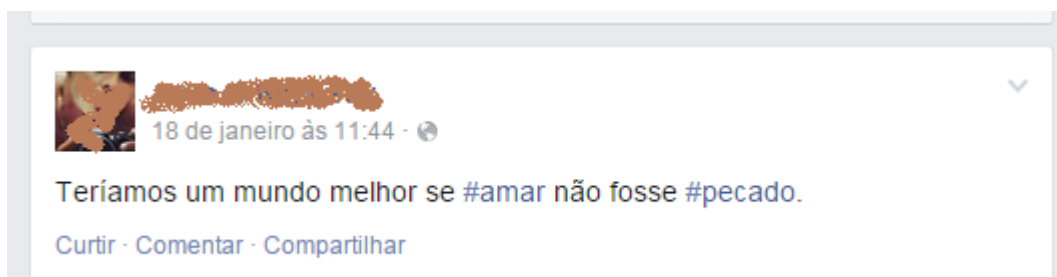 18 de janeiro às 11:44 ·
Teríamos um mundo melhor se #amar não fosse #pecado.
Curtir · Comentar · Compartilhar